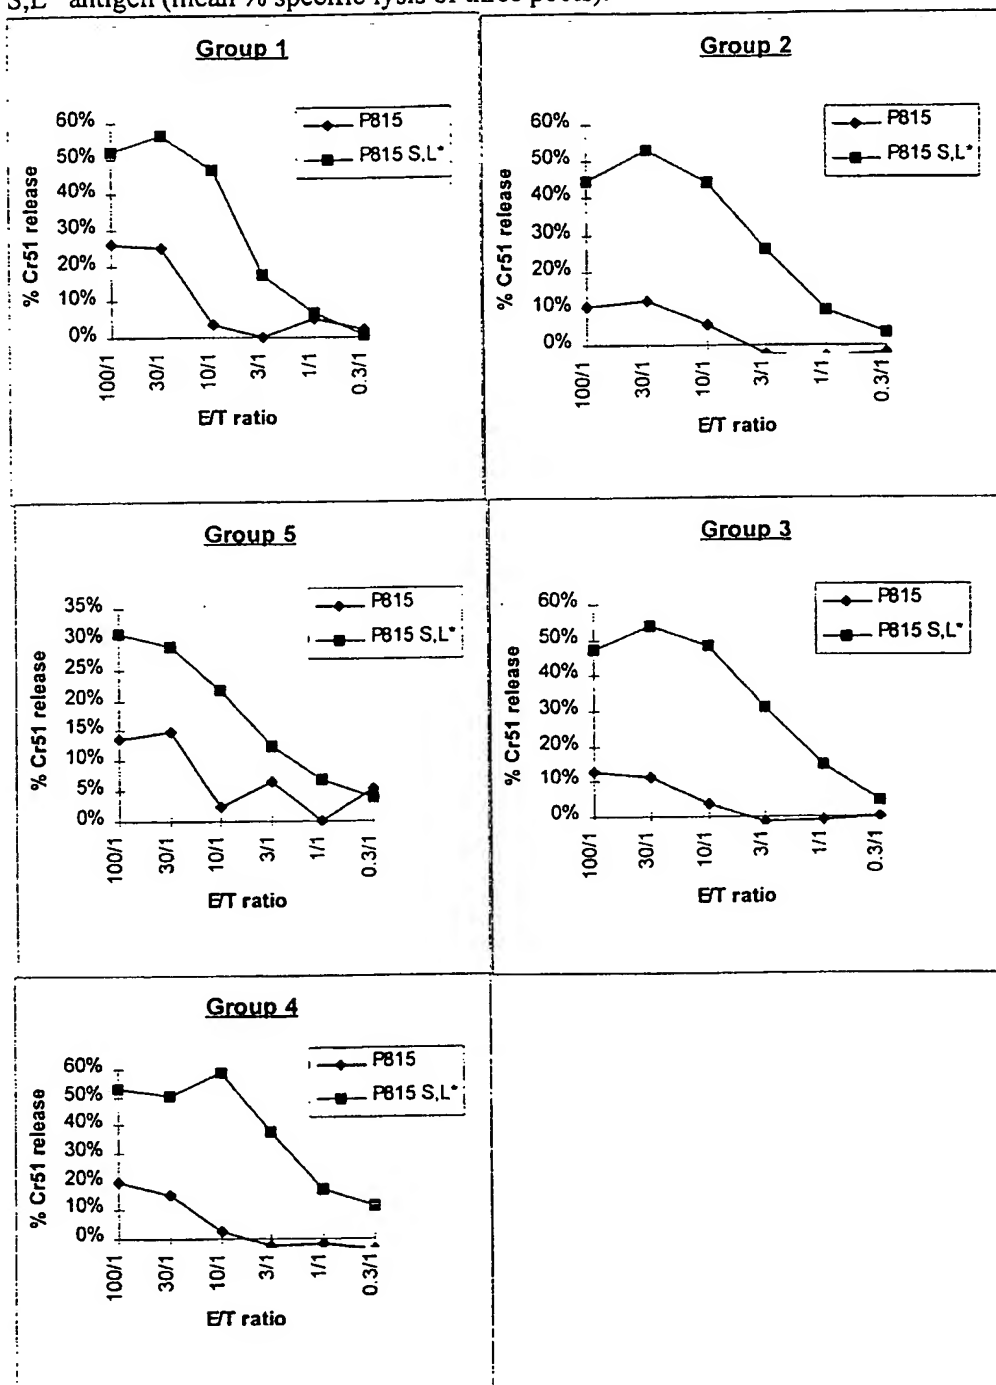 S,L* antigen (mean % specific lysis of three pools).
Group 1
60%
50%
40%
30%
20%
10%
0%
% Cr51 release
P815
P815 S,L*
100/1
30/1
10/1
3/1
1/1
0.3/1
E/T ratio
Group 2
60%
50%
40%
30%
20%
10%
0%
% Cr51 release
P815
P815 S,L*
100/1
30/1
10/1
3/1
1/1
0.3/1
E/T ratio
Group 5
35%
30%
25%
20%
15%
10%
5%
0%
% Cr51 release
P815
P815 S,L*
100/1
30/1
10/1
3/1
1/1
0.3/1
E/T ratio
Group 3
60%
50%
40%
30%
20%
10%
0%
% Cr51 release
P815
P815 S,L*
100/1
30/1
10/1
3/1
1/1
0.3/1
E/T ratio
Group 4
60%
50%
40%
30%
20%
10%
0%
% Cr51 release
P815
P815 S,L*
100/1
30/1
10/1
3/1
1/1
0.3/1
E/T ratio